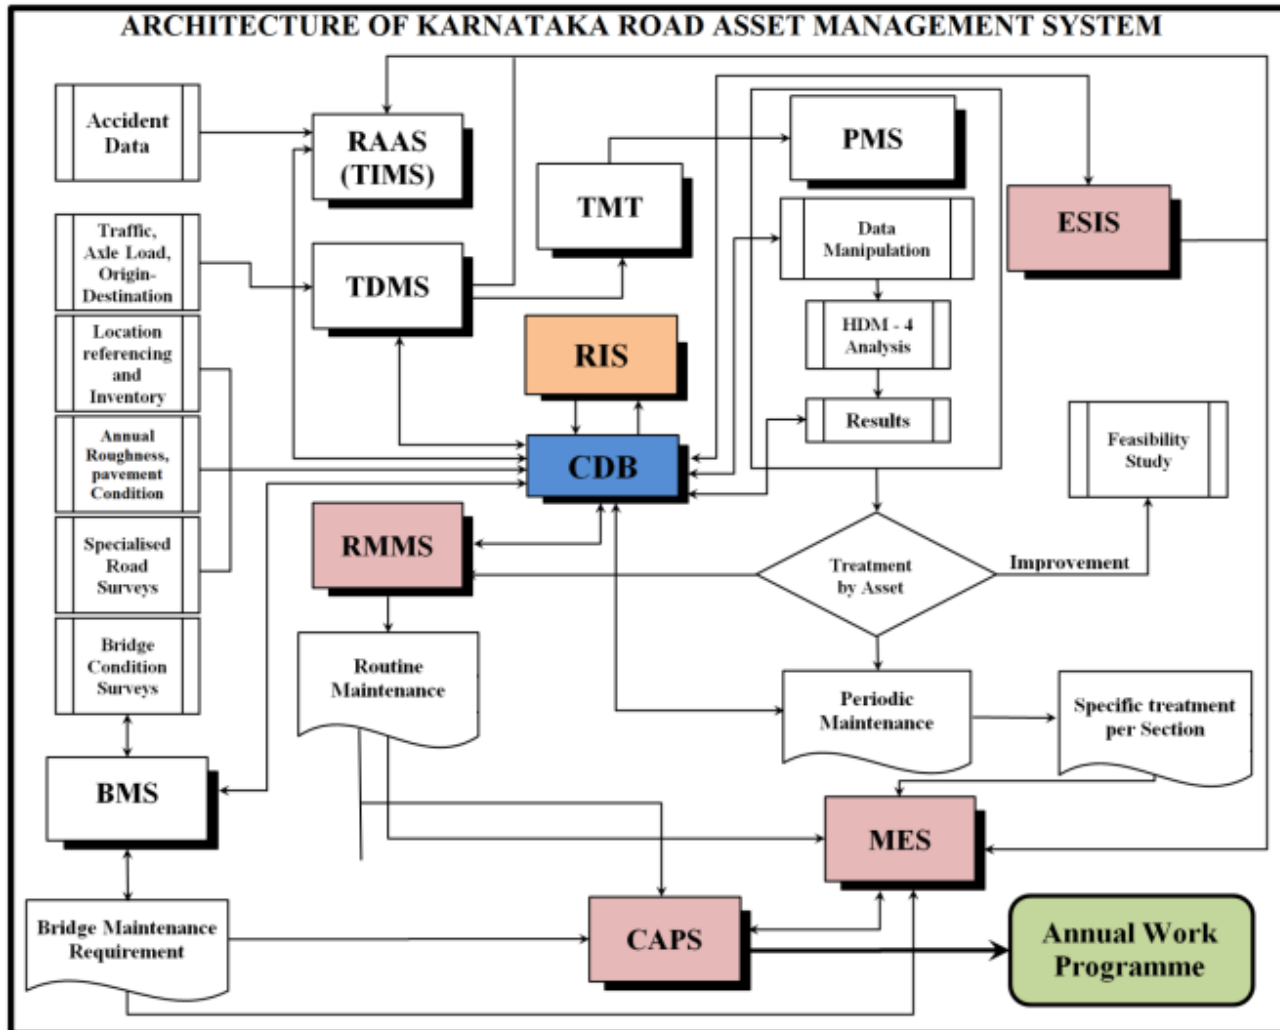 ARCHITECTURE OF KARNATAKA ROAD ASSET MANAGEMENT SYSTEM
Accident
Data
RAAS
(TIMS)
TMT
PMS
ESIS
Traffic,
Axle Load,
Origin-
Destination
TDMS
Data
Manipulation
Location
referencing
and
Inventory
RIS
HDM - 4
Analysis
Results
Annual
Roughness,
pavement
Condition
CDB
Feasibility
Study
Specialised
Road
Surveys
RMMS
Treatment
by Asset
Improvement
Bridge
Condition
Surveys
Routine
Maintenance
Periodic
Maintenance
Specific treatment
per Section
BMS
MES
Bridge Maintenance
Requirement
CAPS
Annual Work
Programme